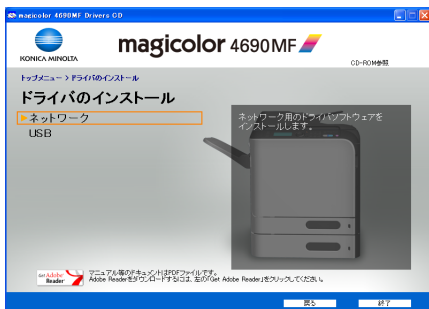 magicolor 4690MF Drivers CD
KONICA MINOLTA
magicolor 4690MF
CD-ROM参照
トップメニュー > ドライバのインストール
ドライバのインストール
ネットワーク
USB
ネットワーク用のドライバソフトウェアを
インストールします。
Get Adobe Reader
マニュアル等のドキュメントはPDFファイルです。
Adobe Readerをダウンロードするには、左の「Get Adobe Reader」をクリックしてください。
戻る
終了